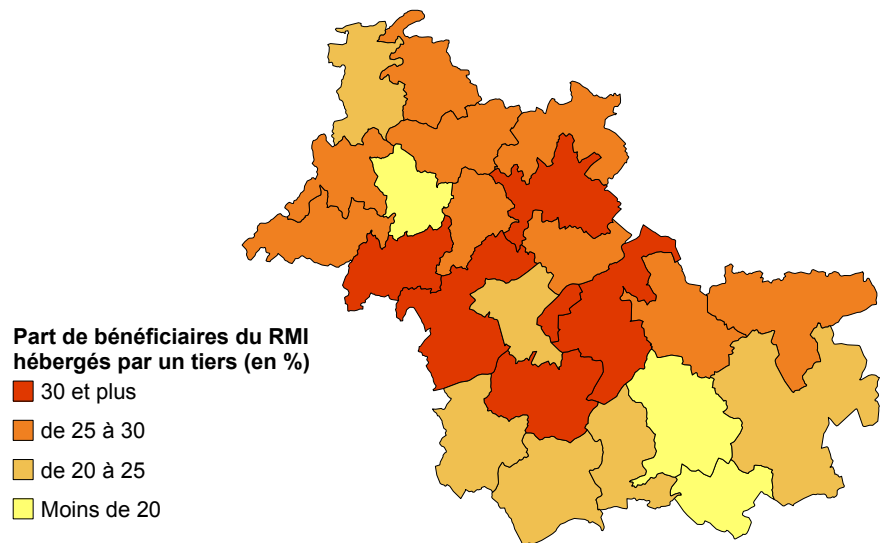 Part de bénéficiaires du RMI
hébergés par un tiers (en %)
30 et plus
de 25 à 30
de 20 à 25
Moins de 20